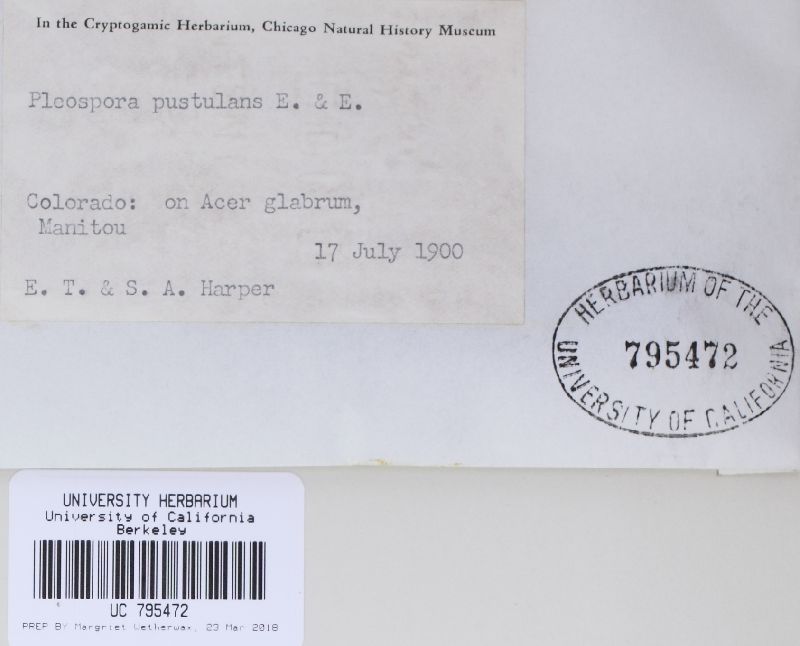 In the Cryptogamic Herbarium, Chicago Natural History Museum
Pleospora pustulans E. & E.
Colorado: on Acer glabrum,
Manitou
17 July 1900
E. T. & S. A. Harper
HERBARIUM OF THE
795472
UNIVERSITY OF CALIFORNIA
UNIVERSITY HERBARIUM
University of California
Berkeley
UC 795472
PREP BY Margriet Wetherwax, 23 Mar 2018